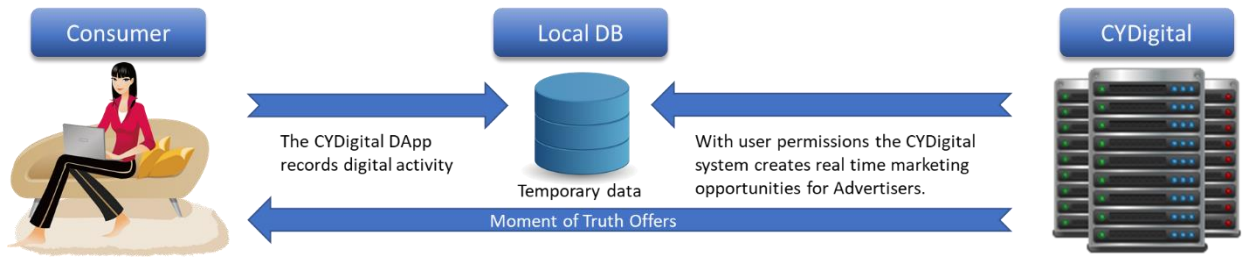 Consumer
Local DB
CYDigital
The CYDigital DApp
records digital activity
With user permissions the CYDigital
system creates real time marketing
opportunities for Advertisers.
Temporary data
Moment of Truth Offers